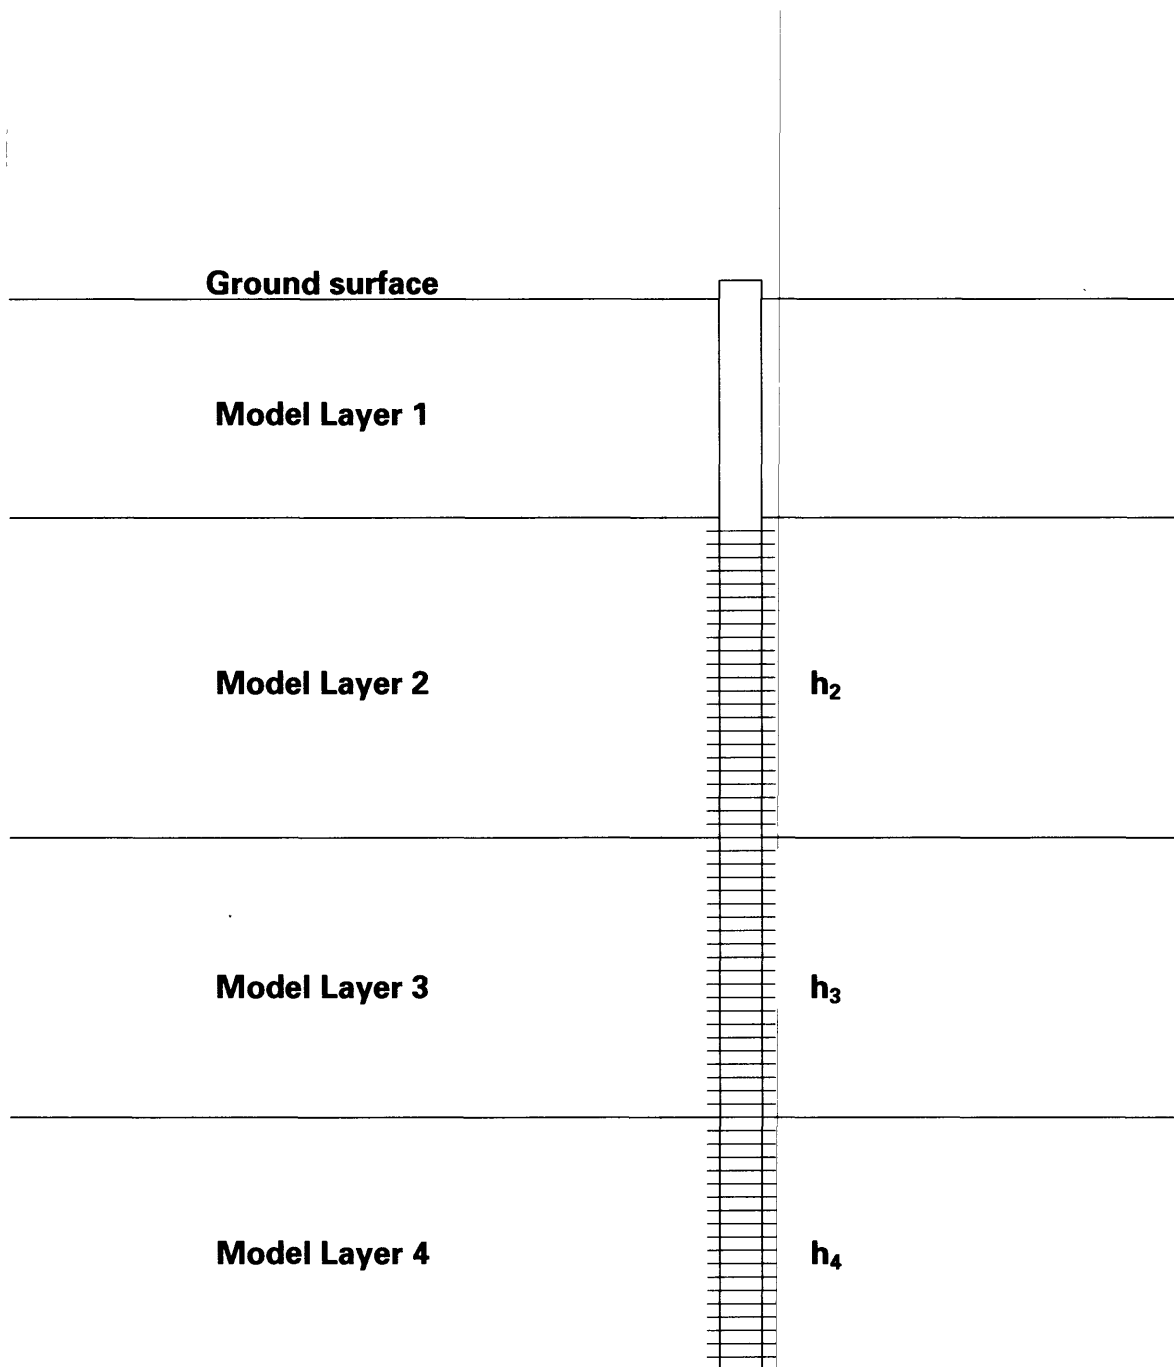 Ground surface
Model Layer 1
Model Layer 2 h₂
Model Layer 3 h₃
Model Layer 4 h₄